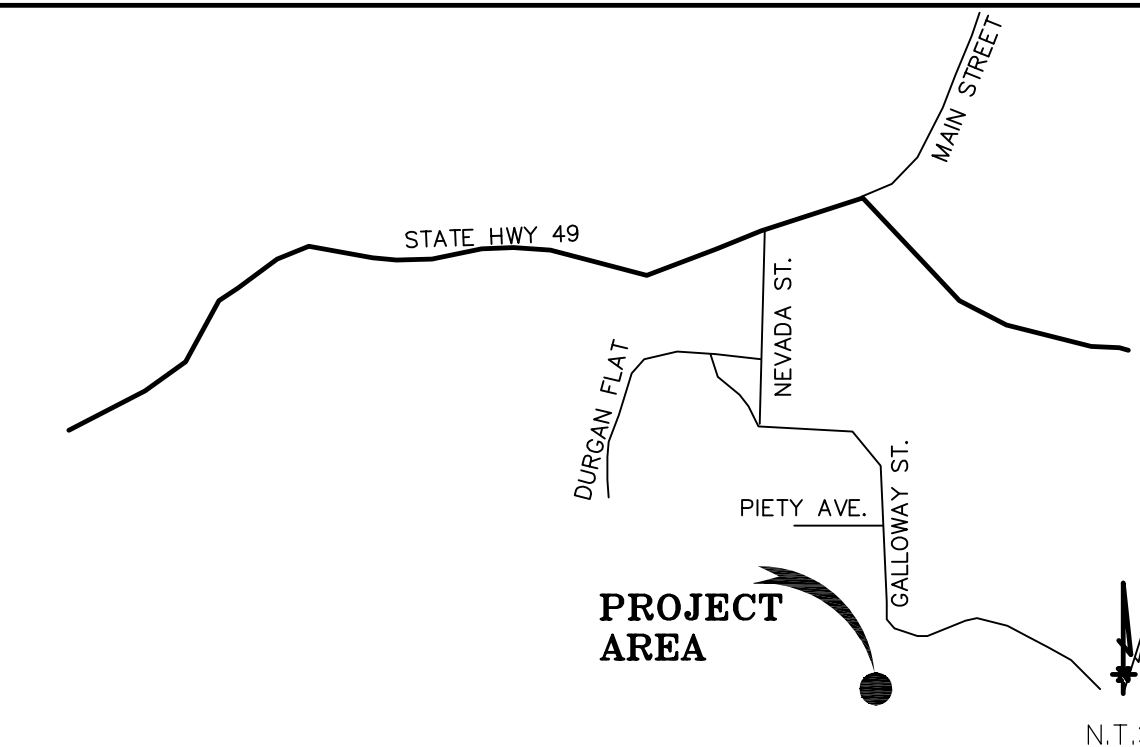 MAIN STREET
STATE HWY 49
NEVADA ST.
DURGAN FLAT
GALLOWAY ST.
PIETY AVE.
PROJECT
AREA
N.T.